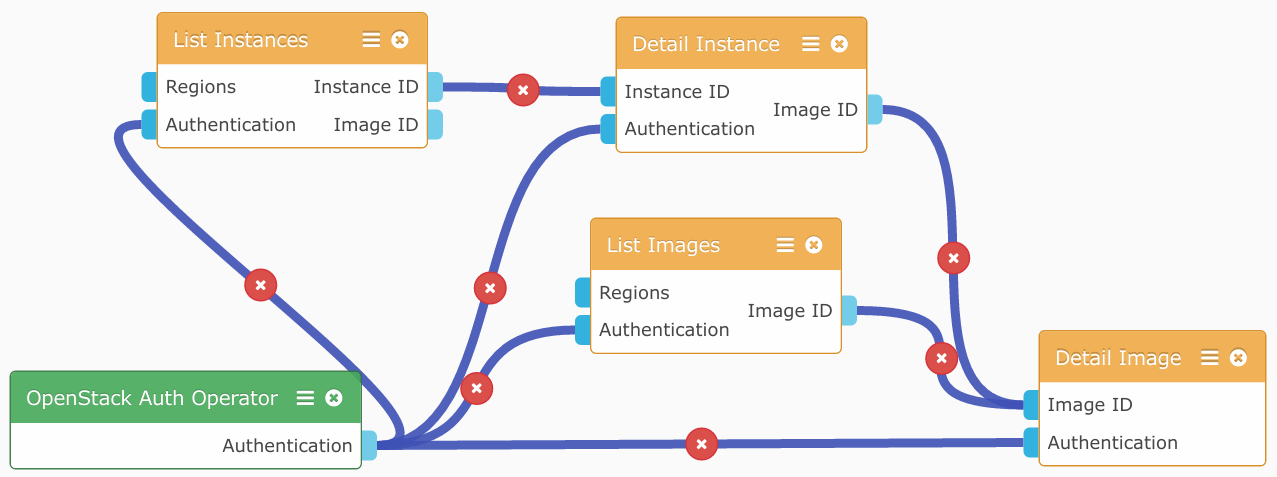 List Instances
Regions Instance ID
Authentication Image ID
Detail Instance
Instance ID
Image ID
Authentication
List Images
Regions
Image ID
Authentication
OpenStack Auth Operator
Authentication
Detail Image
Image ID
Authentication